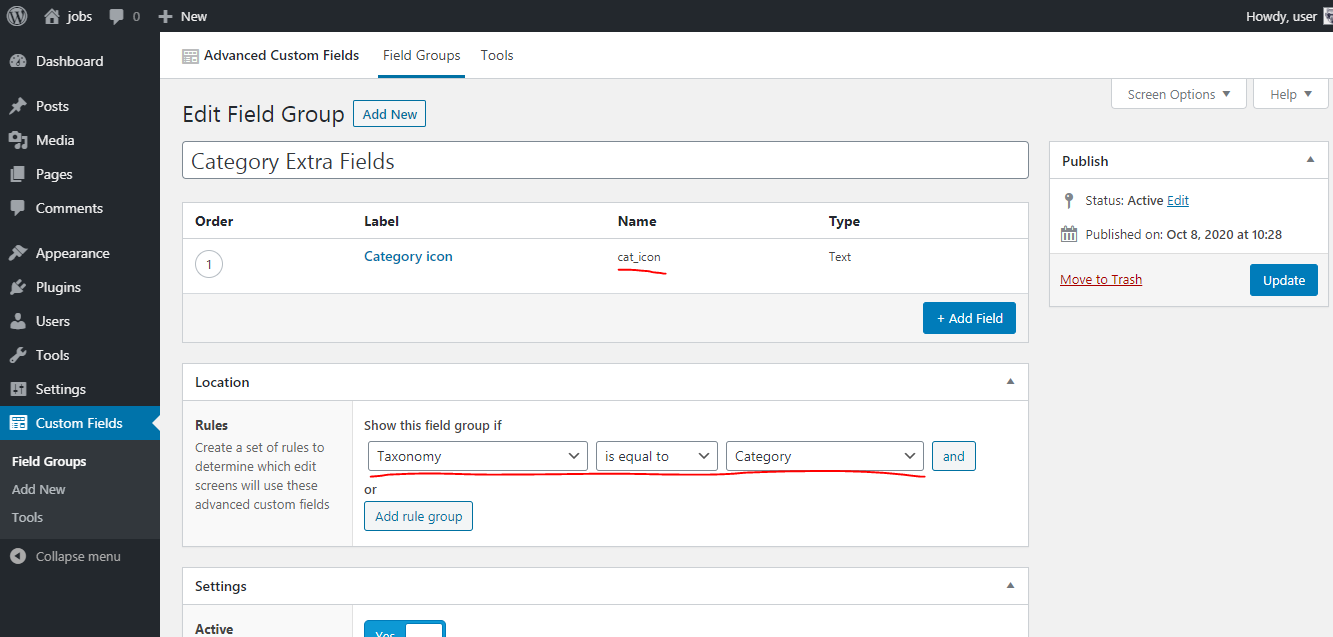 jobs 0 New Howdy, user
Dashboard
Posts
Media
Pages
Comments
Appearance
Plugins
Users
Tools
Settings
Custom Fields
Field Groups
Add New
Tools
Collapse menu
Advanced Custom Fields Field Groups Tools
Screen Options Help
Edit Field Group Add New
Category Extra Fields
Order Label Name Type
1 Category icon cat_icon Text
+ Add Field
Location
Rules
Create a set of rules to
determine which edit
screens will use these
advanced custom fields
Show this field group if
Taxonomy is equal to Category and
or
Add rule group
Settings
Active
Yes
Publish
Status: Active Edit
Published on: Oct 8, 2020 at 10:28
Move to Trash Update